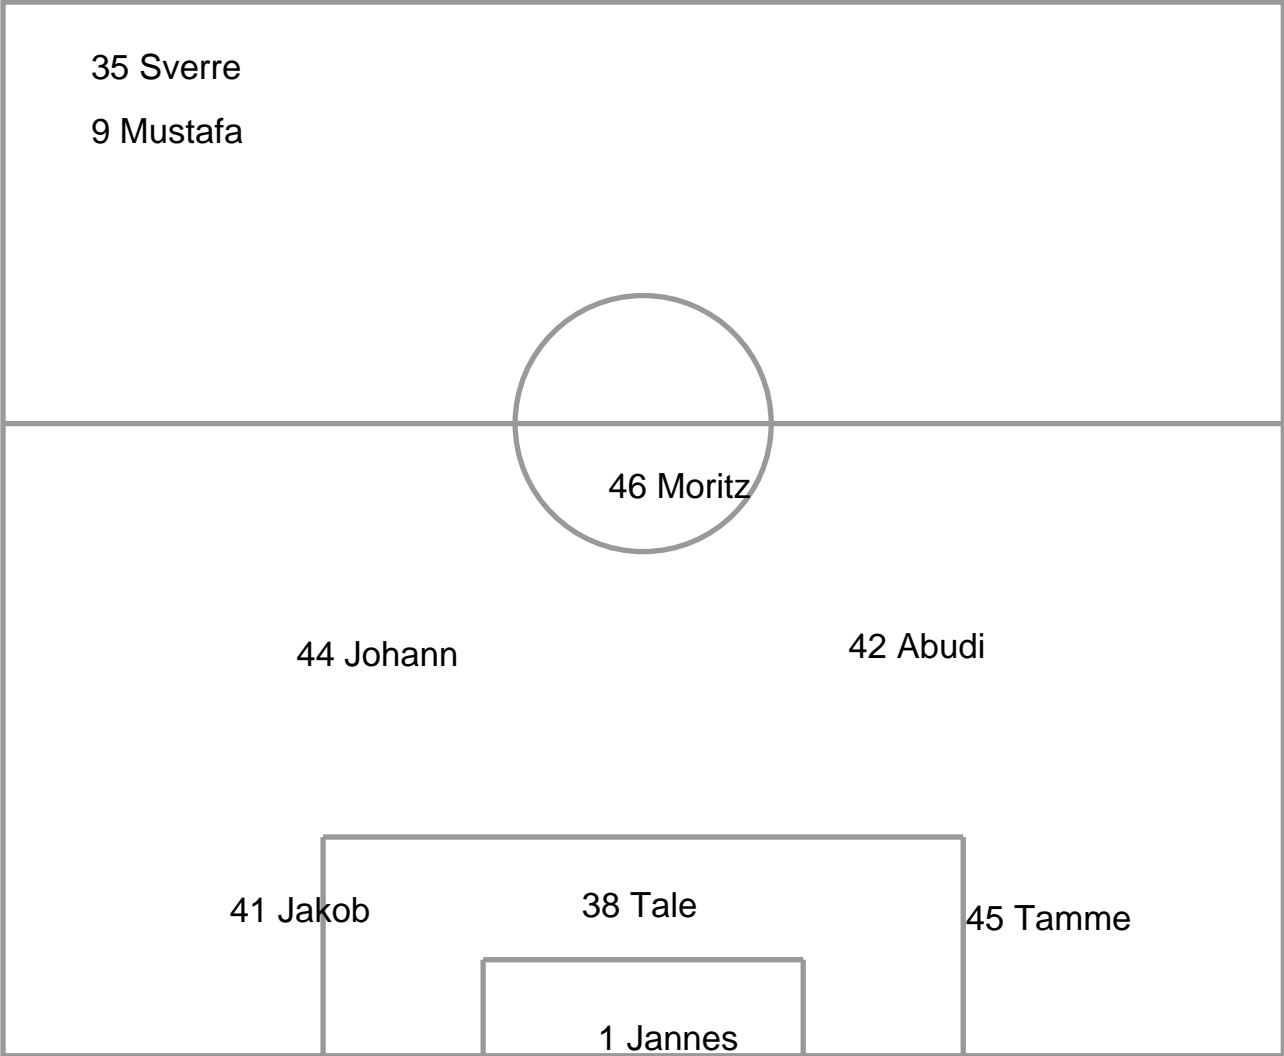 35 Sverre
9 Mustafa
46 Moritz
44 Johann
42 Abudi
41 Jakob
38 Tale
45 Tamme
1 Jannes